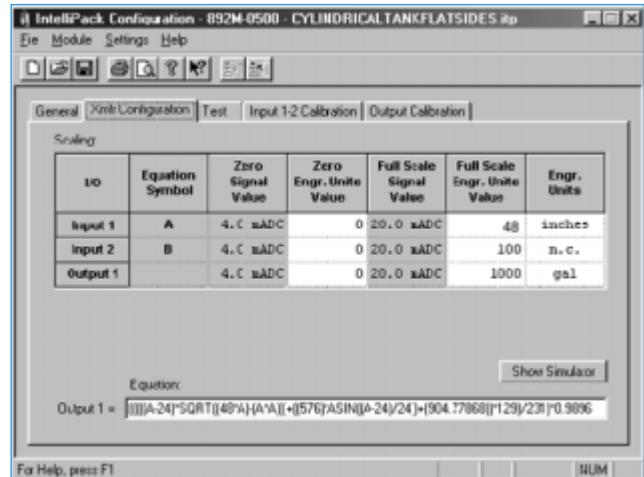 IntelliPack Configuration - 892M-0500 - CYLINDRICALTANKFLATSIDES.itp
File Module Settings Help
General Xmtr Configuration Test Input 1-2 Calibration Output Calibration
Scaling:
I/O Equation Symbol Zero Signal Value Zero Engr. Units Value Full Scale Signal Value Full Scale Engr. Units Value Engr. Units
Input 1 A 4.0 mADC 0 20.0 mADC 48 inches
Input 2 B 4.0 mADC 0 20.0 mADC 100 n.c.
Output 1 4.0 mADC 0 20.0 mADC 1000 gal
Show Simulator
Equation:
Output 1 =
For Help, press F1 NUM